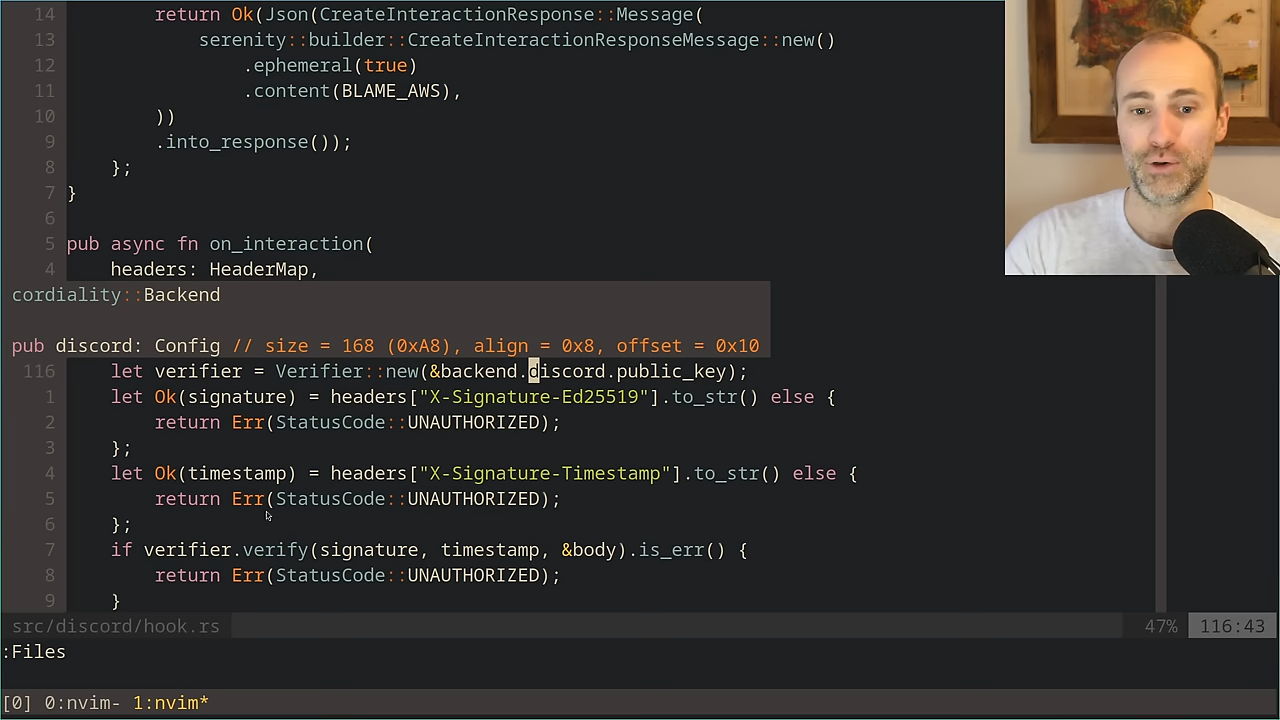 14         return Ok(Json(CreateInteractionResponse::Message(
13             serenity::builder::CreateInteractionResponseMessage::new()
12                 .ephemeral(true)
11                 .content(BLAME_AWS),
10         ))
9         .into_response());
8     };
7 }
6
5 pub async fn on_interaction(
4     headers: HeaderMap,
cordiality::Backend
pub discord: Config // size = 168 (0xA8), align = 0x8, offset = 0x10
116     let verifier = Verifier::new(&backend.discord.public_key);
1     let Ok(signature) = headers["X-Signature-Ed25519"].to_str() else {
2         return Err(StatusCode::UNAUTHORIZED);
3     };
4     let Ok(timestamp) = headers["X-Signature-Timestamp"].to_str() else {
5         return Err(StatusCode::UNAUTHORIZED);
6     };
7     if verifier.verify(signature, timestamp, &body).is_err() {
8         return Err(StatusCode::UNAUTHORIZED);
9     }
src/discord/hook.rs 47% 116:43
:Files
[0] 0:nvim- 1:nvim*